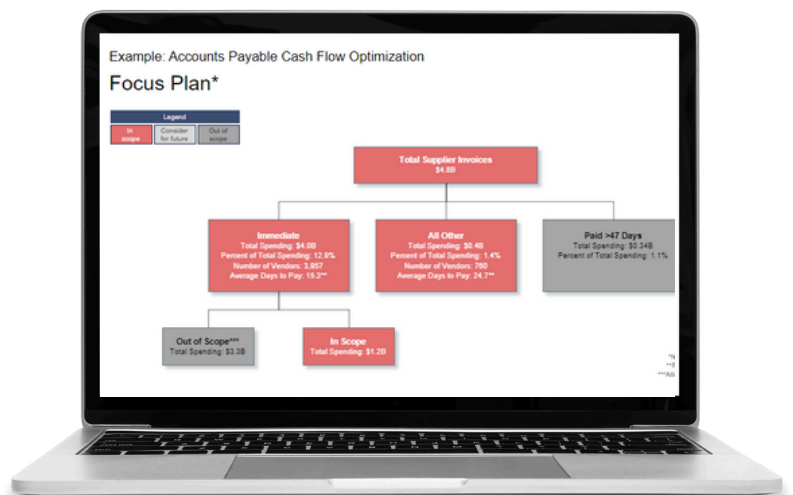 Example: Accounts Payable Cash Flow Optimization
Focus Plan*
Legend
In
scope
Consider
for future
Out of
scope
Total Supplier Invoices
$4.8B
Immediate
Total Spending: $4.0B
Percent of Total Spending: 12.9%
Number of Vendors: 3,957
Average Days to Pay: 15.3**
All Other
Total Spending: $0.4B
Percent of Total Spending: 1.4%
Number of Vendors: 780
Average Days to Pay: 24.7**
Paid >47 Days
Total Spending: $0.34B
Percent of Total Spending: 1.1%
Out of Scope***
Total Spending: $3.3B
In Scope
Total Spending: $1.2B